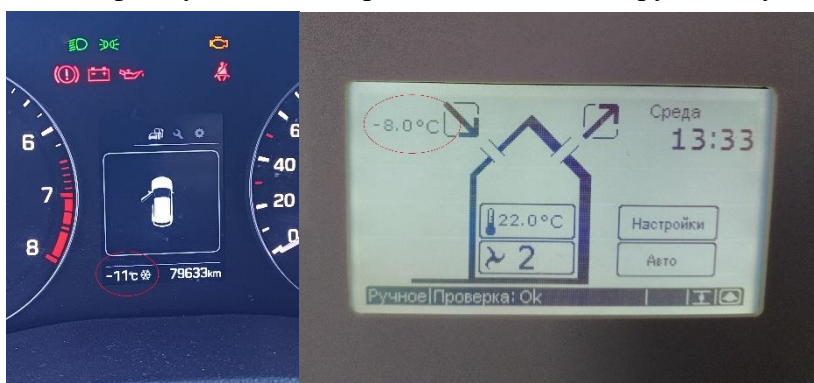 6
7
8
6
40
20
0
-11°C 79633km
-8.0°C
Среда
13:33
22.0°C
Настройки
2
Авто
Ручное|Проверка: Ok